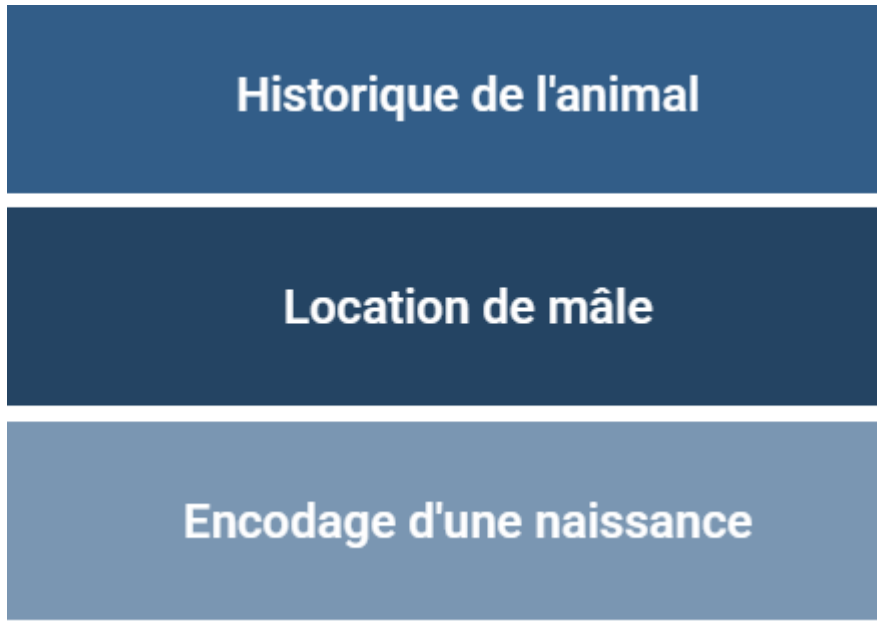 Historique de l'animal
Location de mâle
Encodage d'une naissance